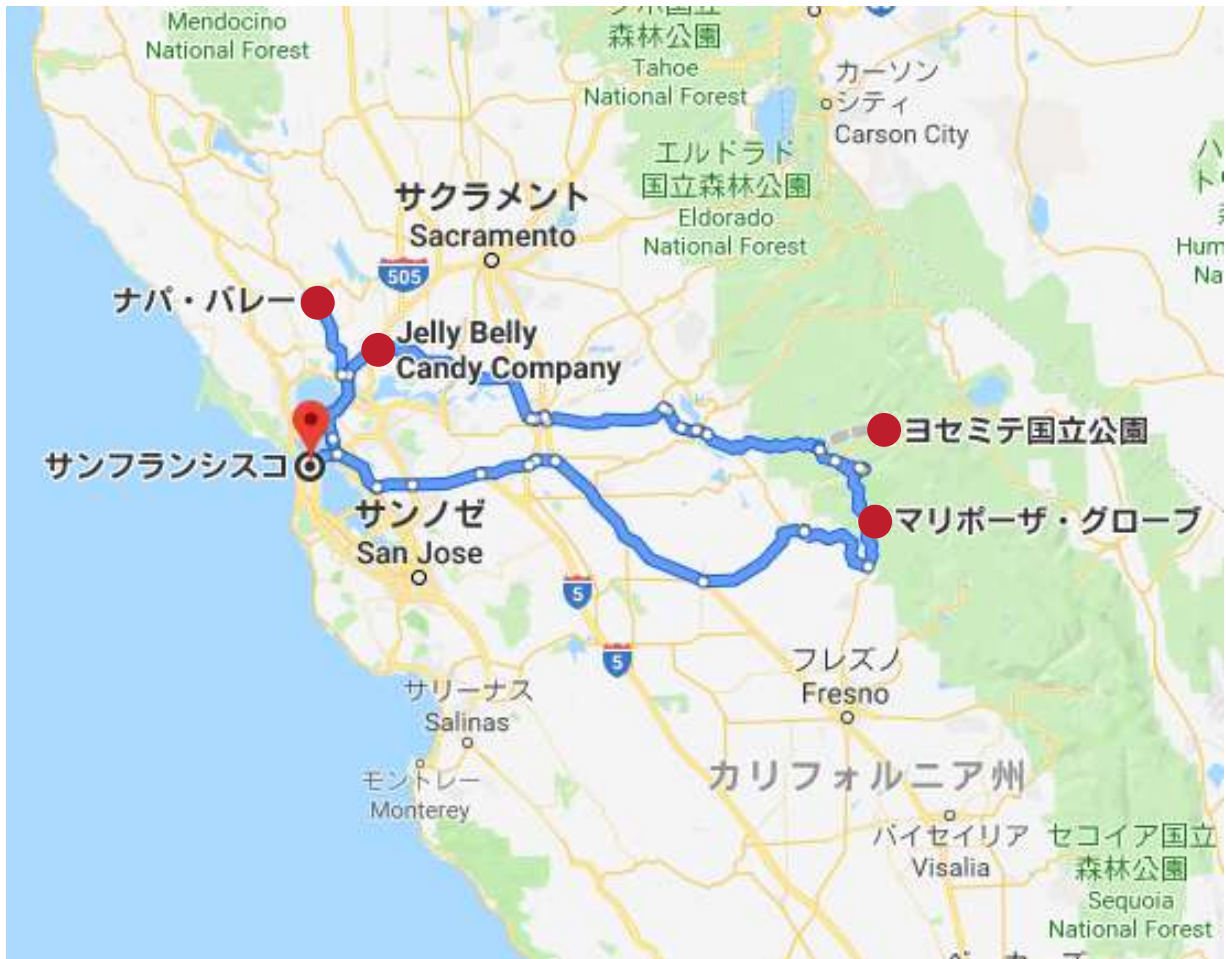 Mendocino
National Forest
森林公園
Tahoe
National Forest
カーソン
シティ
Carson City
エルドラド
国立森林公園
Eldorado
National Forest
サクラメント
Sacramento
505
ナパ・バレー
Jelly Belly
Candy Company
ヨセミテ国立公園
サンフランシスコ
マリポーザ・グローブ
サンノゼ
San Jose
5
5
フレズノ
Fresno
サリーナス
Salinas
モントレー
Monterey
カリフォルニア州
バイセイリア
Visalia
セコイア国立
森林公園
Sequoia
National Forest